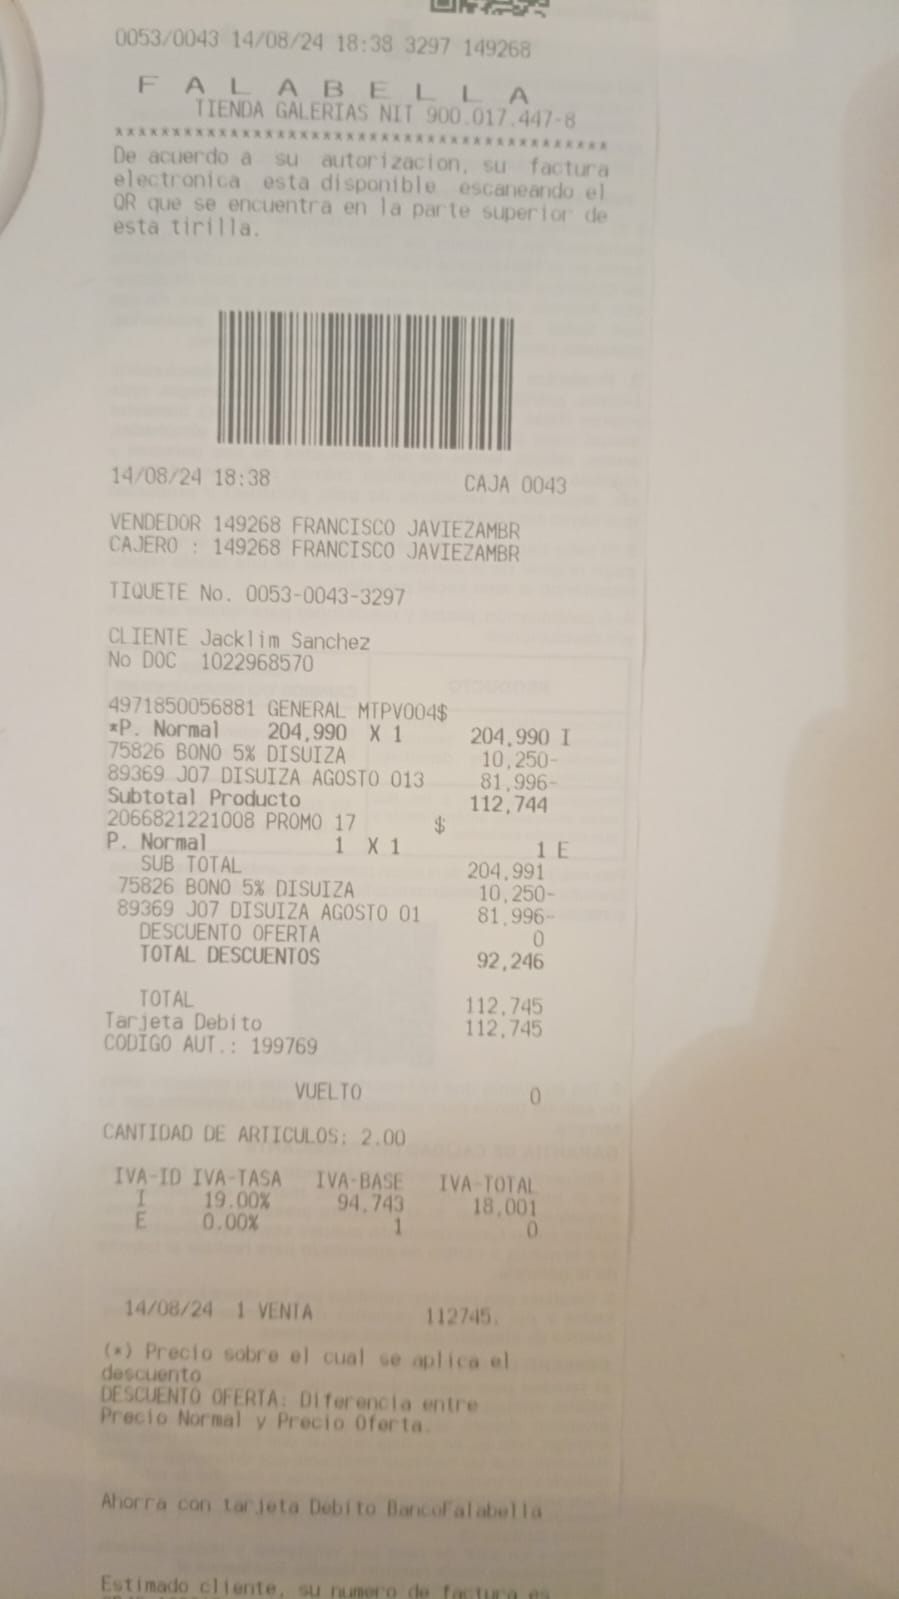 0053/0043 14/08/24 18:38 3297 149268
F A L A B E L L A
TIENDA GALERIAS NIT 900.017.447-8
******************************************
De acuerdo a su autorizacion, su factura
electronica esta disponible escaneando el
QR que se encuentra en la parte superior de
esta tirilla.
14/08/24 18:38 CAJA 0043
VENDEDOR 149268 FRANCISCO JAVIEZAMBR
CAJERO : 149268 FRANCISCO JAVIEZAMBR
TIQUETE No. 0053-0043-3297
CLIENTE Jacklim Sanchez
No DOC 1022968570
4971850056881 GENERAL MTPV004$
*P. Normal 204,990 X 1 204,990 I
75826 BONO 5% DISUIZA 10,250-
89369 J07 DISUIZA AGOSTO 013 81,996-
Subtotal Producto 112,744
2066821221008 PROMO 17 $
P. Normal 1 X 1 1 E
SUB TOTAL 204,991
75826 BONO 5% DISUIZA 10,250-
89369 J07 DISUIZA AGOSTO 01 81,996-
DESCUENTO OFERTA 0
TOTAL DESCUENTOS 92,246
TOTAL 112,745
Tarjeta Debito 112,745
CODIGO AUT.: 199769
VUELTO 0
CANTIDAD DE ARTICULOS: 2.00
IVA-ID IVA-TASA IVA-BASE IVA-TOTAL
I 19.00% 94,743 18,001
E 0.00% 1 0
14/08/24 1 VENTA 112745.
(*) Precio sobre el cual se aplica el
descuento
DESCUENTO OFERTA: Diferencia entre
Precio Normal y Precio Oferta.
Ahorra con tarjeta Debito BancoFalabella
Estimado cliente, su numero de factura es